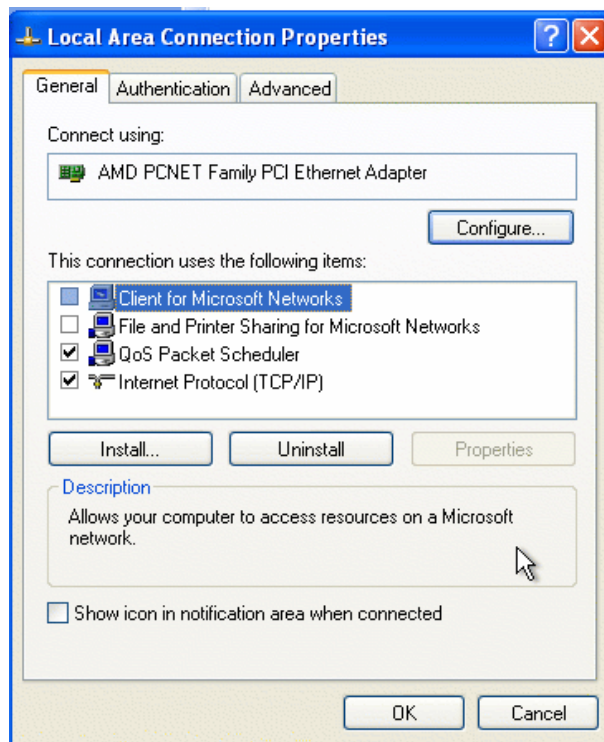 Local Area Connection Properties
?
General
Authentication
Advanced
Connect using:
AMD PCNET Family PCI Ethernet Adapter
Configure...
This connection uses the following items:
Client for Microsoft Networks
File and Printer Sharing for Microsoft Networks
QoS Packet Scheduler
Internet Protocol (TCP/IP)
Install...
Uninstall
Properties
Description
Allows your computer to access resources on a Microsoft
network.
Show icon in notification area when connected
OK
Cancel